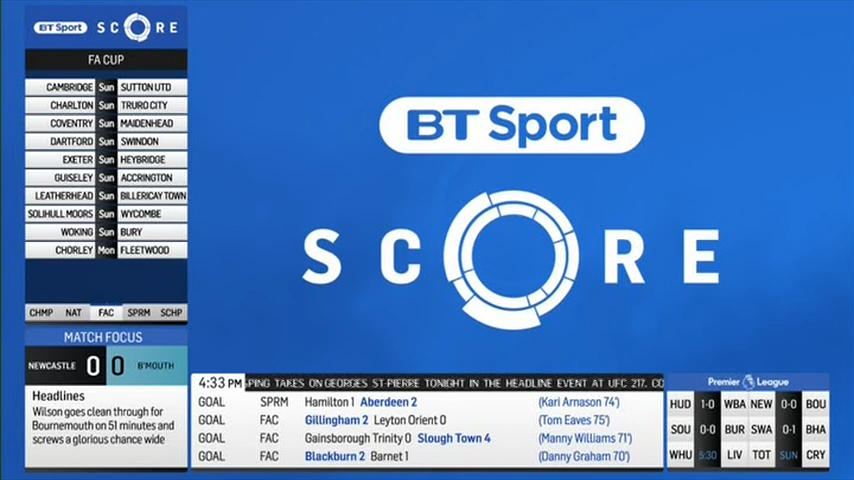 BT Sport SCORE
FA CUP
CAMBRIDGE Sun SUTTON UTD
CHARLTON Sun TRURO CITY
COVENTRY Sun MAIDENHEAD
DARTFORD Sun SWINDON
EXETER Sun HEYBRIDGE
GUISELEY Sun ACCRINGTON
LEATHERHEAD Sun BILLERICAY TOWN
SOLIHULL MOORS Sun WYCOMBE
WOKING Sun BURY
CHORLEY Mon FLEETWOOD
CHMP NAT FAC SPRM SCHP
MATCH FOCUS
NEWCASTLE 0 0 B'MOUTH
Headlines
Wilson goes clean through for
Bournemouth on 51 minutes and
screws a glorious chance wide
BT Sport
SCORE
4:33 PM PING TAKES ON GEORGES ST-PIERRE TONIGHT IN THE HEADLINE EVENT AT UFC 217. CO
GOAL SPRM Hamilton 1 Aberdeen 2 (Kari Arnason 74')
GOAL FAC Gillingham 2 Leyton Orient 0 (Tom Eaves 75')
GOAL FAC Gainsborough Trinity 0 Slough Town 4 (Manny Williams 71')
GOAL FAC Blackburn 2 Barnet 1 (Danny Graham 70')
Premier League
HUD 1-0 WBA NEW 0-0 BOU
SOU 0-0 BUR SWA 0-1 BHA
WHU 5:30 LIV TOT SUN CRY